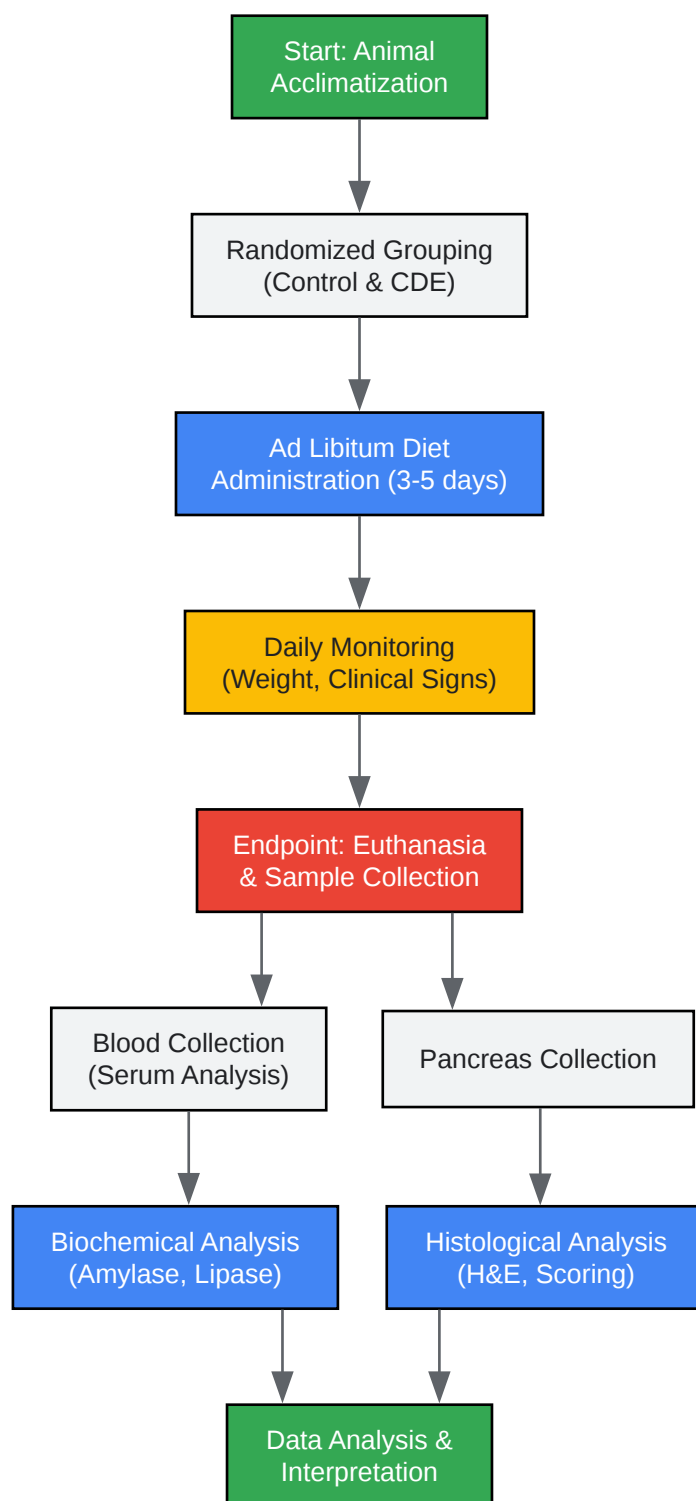 Start: Animal
Acclimatization
Randomized Grouping
(Control & CDE)
Ad Libitum Diet
Administration (3-5 days)
Daily Monitoring
(Weight, Clinical Signs)
Endpoint: Euthanasia
& Sample Collection
Blood Collection
(Serum Analysis)
Pancreas Collection
Biochemical Analysis
(Amylase, Lipase)
Histological Analysis
(H&E, Scoring)
Data Analysis &
Interpretation